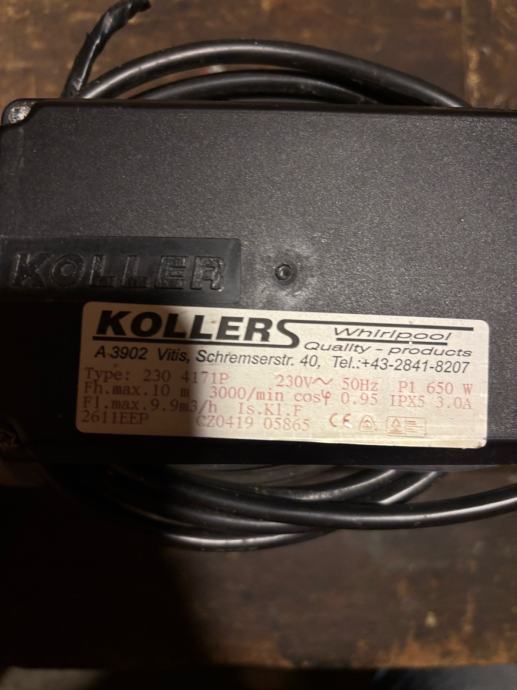 KOLLER
KOLLERS Whirlpool
Quality - products
A-3902 Vitis, Schremserstr. 40, Tel.:+43-2841-8207
Type: 230 4171P 230V~ 50Hz P1 650 W
Fh.max.10 m 3000/min cosφ 0.95 IPX5 3.0A
Fl.max.9.9m3/h Is.Kl.F CE
2611EEP CZ0419 05865